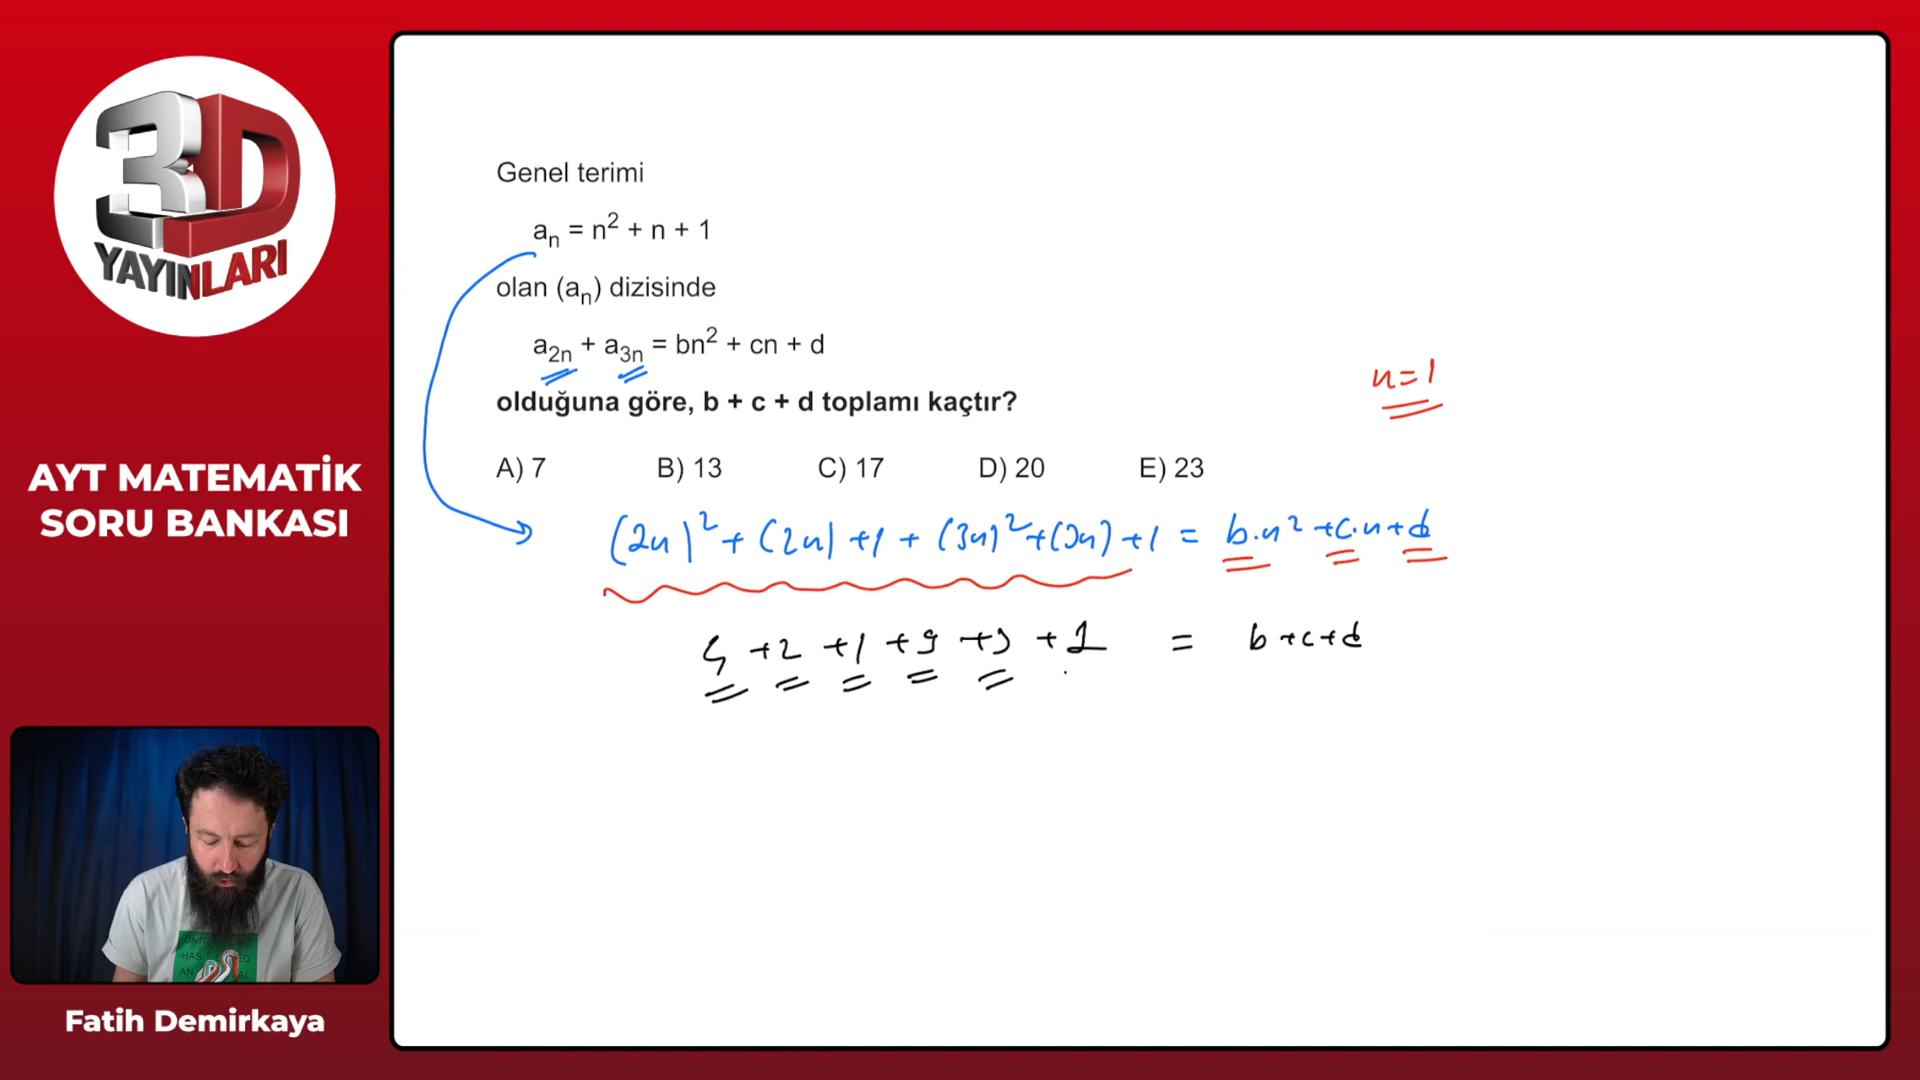 3D
YAYINLARI
AYT MATEMATİK
SORU BANKASI
Fatih Demirkaya
Genel terimi
aₙ = n² + n + 1
olan (aₙ) dizisinde
a₂ₙ + a₃ₙ = bn² + cn + d
olduğuna göre, b + c + d toplamı kaçtır?
A) 7 B) 13 C) 17 D) 20 E) 23
n=1
(2n)² + (2n) + 1 + (3n)² + (3n) + 1 = b.n² + c.n + d
4 + 2 + 1 + 9 + 3 + 1 = b + c + d